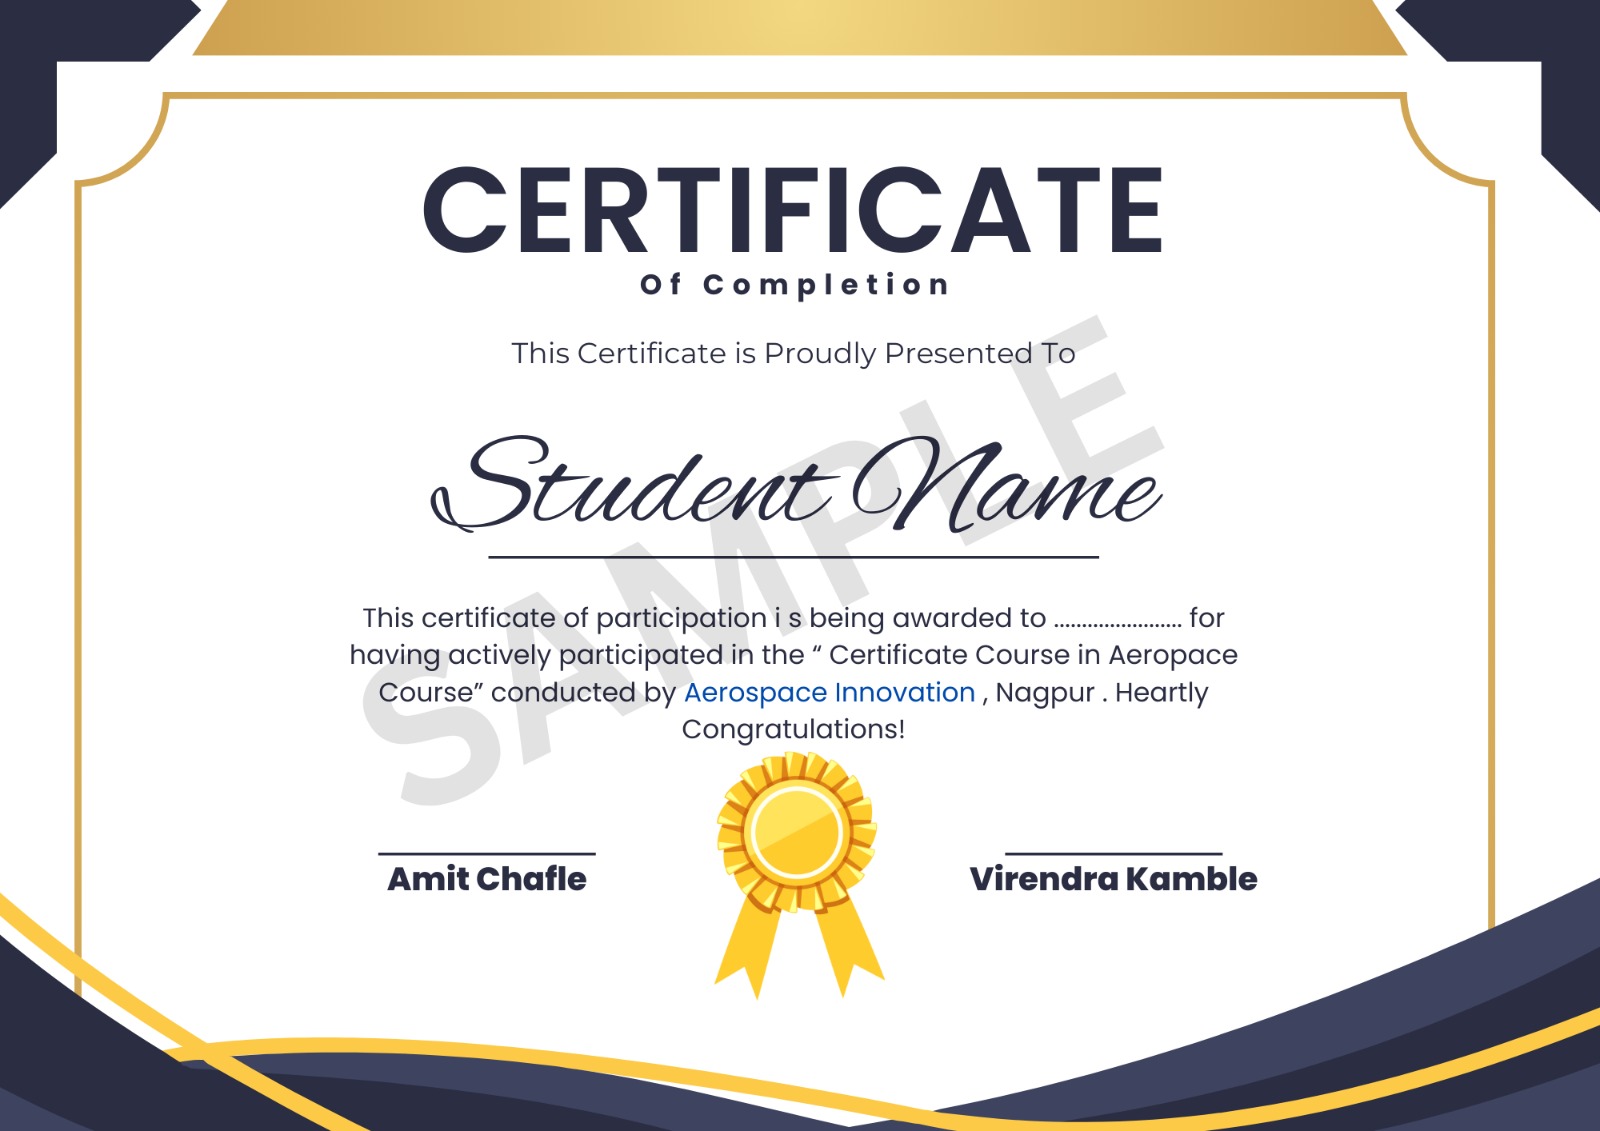 CERTIFICATE
Of Completion
This Certificate is Proudly Presented To
Student Name
SAMPLE
This certificate of participation i s being awarded to ....................... for
having actively participated in the “ Certificate Course in Aeropace
Course” conducted by Aerospace Innovation , Nagpur . Heartly
Congratulations!
Amit Chafle
Virendra Kamble